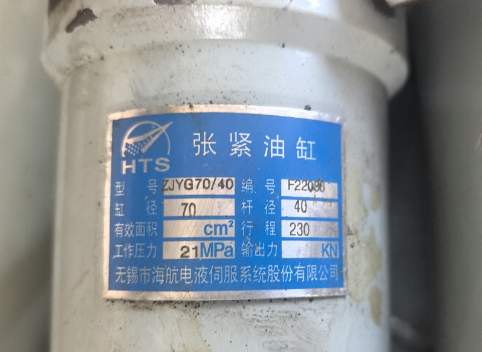 HTS
张紧油缸
型号 ZJYG70/40 编号 F22086
缸径 70 杆径 40
有效面积 cm² 行程 230
工作压力 21MPa 输出力 KN
无锡市海航电液伺服系统股份有限公司